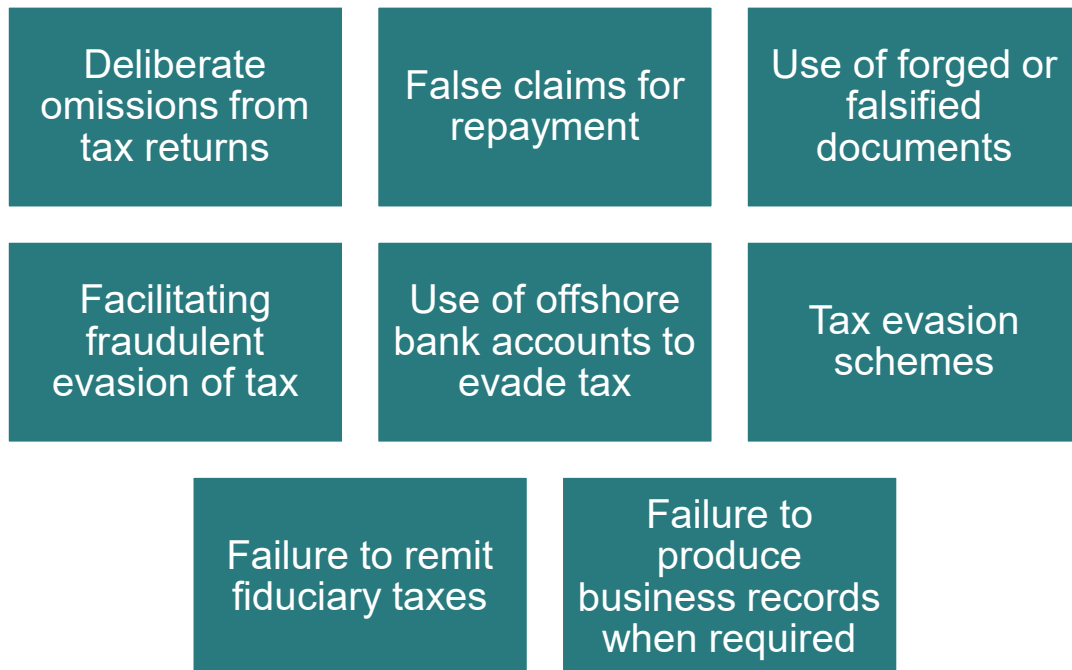 Deliberate
omissions from
tax returns
False claims for
repayment
Use of forged or
falsified
documents
Facilitating
fraudulent
evasion of tax
Use of offshore
bank accounts to
evade tax
Tax evasion
schemes
Failure to remit
fiduciary taxes
Failure to
produce
business records
when required